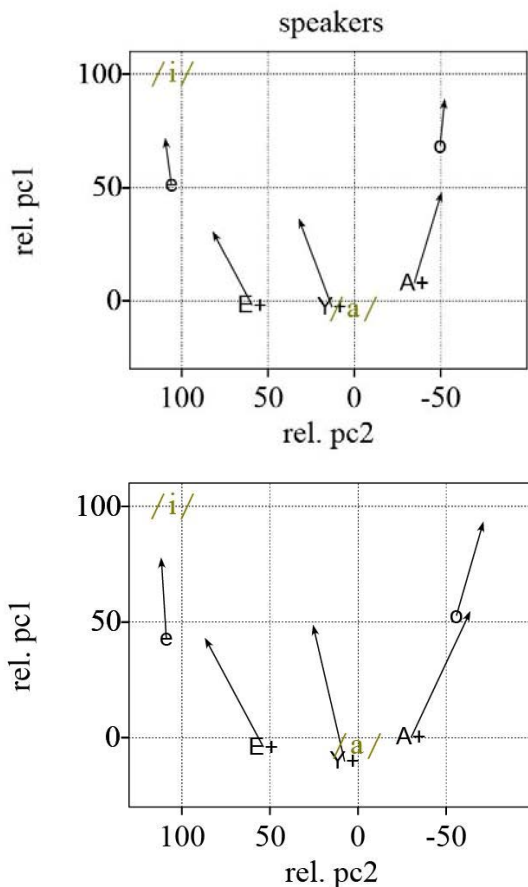 speakers
100
/ i /
o
rel. pc1
50
e
A+
0
E+
Y+
/ a /
100
50
0
-50
rel. pc2
100
/ i /
rel. pc1
50
o
e
0
A+
E+
/ a /
Y+
100
50
0
-50
rel. pc2